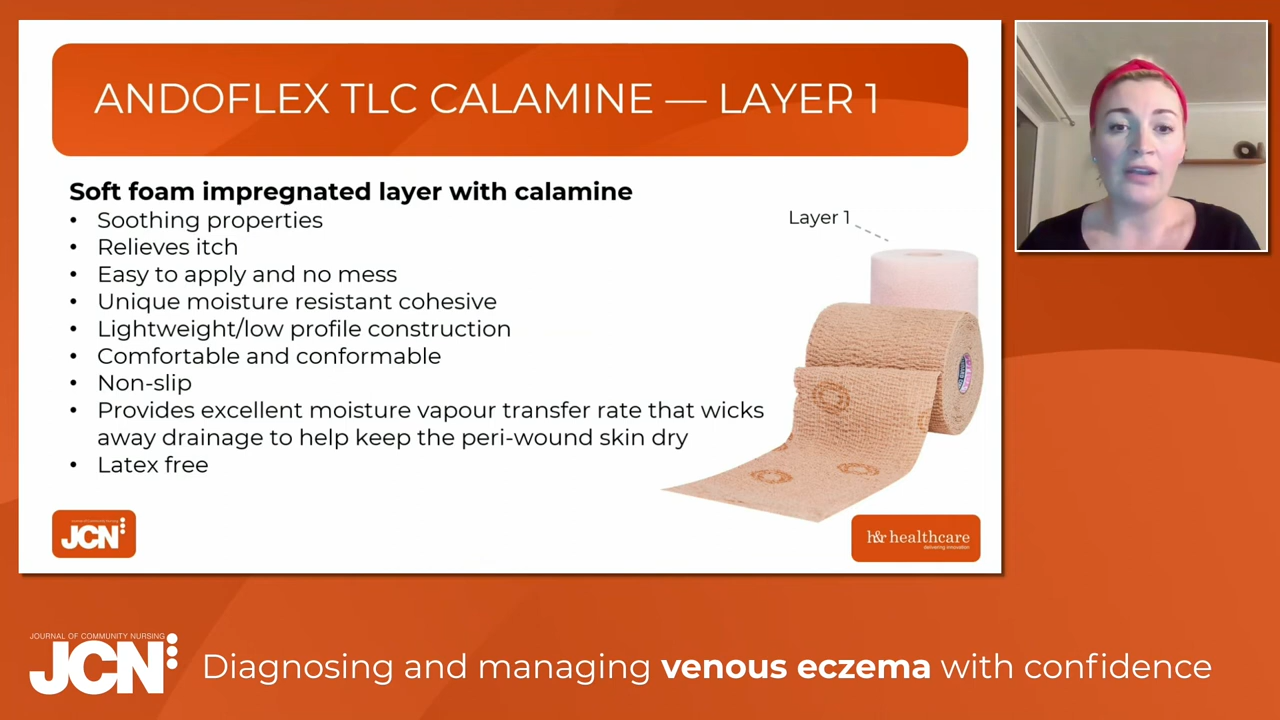 ANDOFLEX TLC CALAMINE — LAYER 1
Soft foam impregnated layer with calamine
• Soothing properties
• Relieves itch
• Easy to apply and no mess
• Unique moisture resistant cohesive
• Lightweight/low profile construction
• Comfortable and conformable
• Non-slip
• Provides excellent moisture vapour transfer rate that wicks
away drainage to help keep the peri-wound skin dry
• Latex free
Layer 1
JCN
h&r healthcare
delivering innovation
JOURNAL OF COMMUNITY NURSING
JCN
Diagnosing and managing venous eczema with confidence